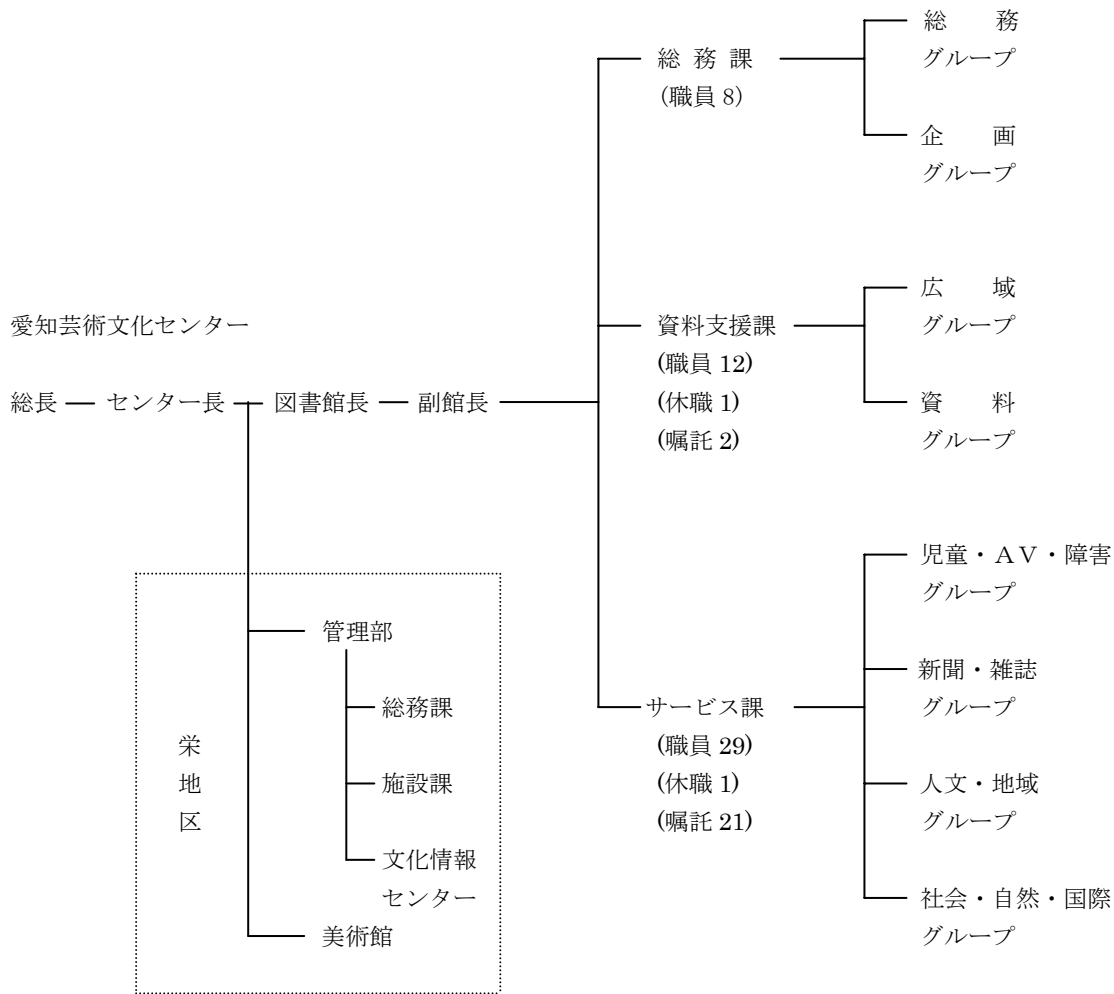 愛知芸術文化センター
総長
センター長
図書館長
副館長
総務課
(職員 8)
総　務
グループ
企　画
グループ
資料支援課
(職員 12)
(休職 1)
(嘱託 2)
広　域
グループ
資　料
グループ
サービス課
(職員 29)
(休職 1)
(嘱託 21)
児童・ＡＶ・障害
グループ
新聞・雑誌
グループ
人文・地域
グループ
社会・自然・国際
グループ
栄地区
管理部
総務課
施設課
文化情報
センター
美術館